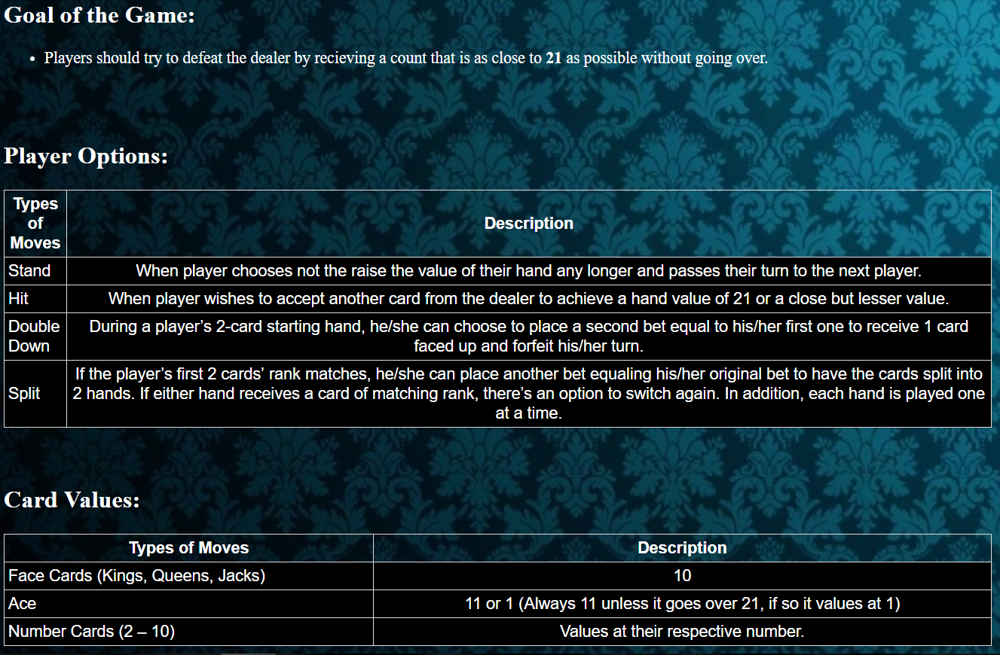 Goal of the Game:
• Players should try to defeat the dealer by recieving a count that is as close to 21 as possible without going over.
Player Options:
Types
of
Moves
Description
Stand
When player chooses not the raise the value of their hand any longer and passes their turn to the next player.
Hit
When player wishes to accept another card from the dealer to achieve a hand value of 21 or a close but lesser value.
Double
Down
During a player’s 2-card starting hand, he/she can choose to place a second bet equal to his/her first one to receive 1 card
faced up and forfeit his/her turn.
Split
If the player’s first 2 cards’ rank matches, he/she can place another bet equaling his/her original bet to have the cards split into
2 hands. If either hand receives a card of matching rank, there’s an option to switch again. In addition, each hand is played one
at a time.
Card Values:
Types of Moves
Description
Face Cards (Kings, Queens, Jacks)
10
Ace
11 or 1 (Always 11 unless it goes over 21, if so it values at 1)
Number Cards (2 – 10)
Values at their respective number.